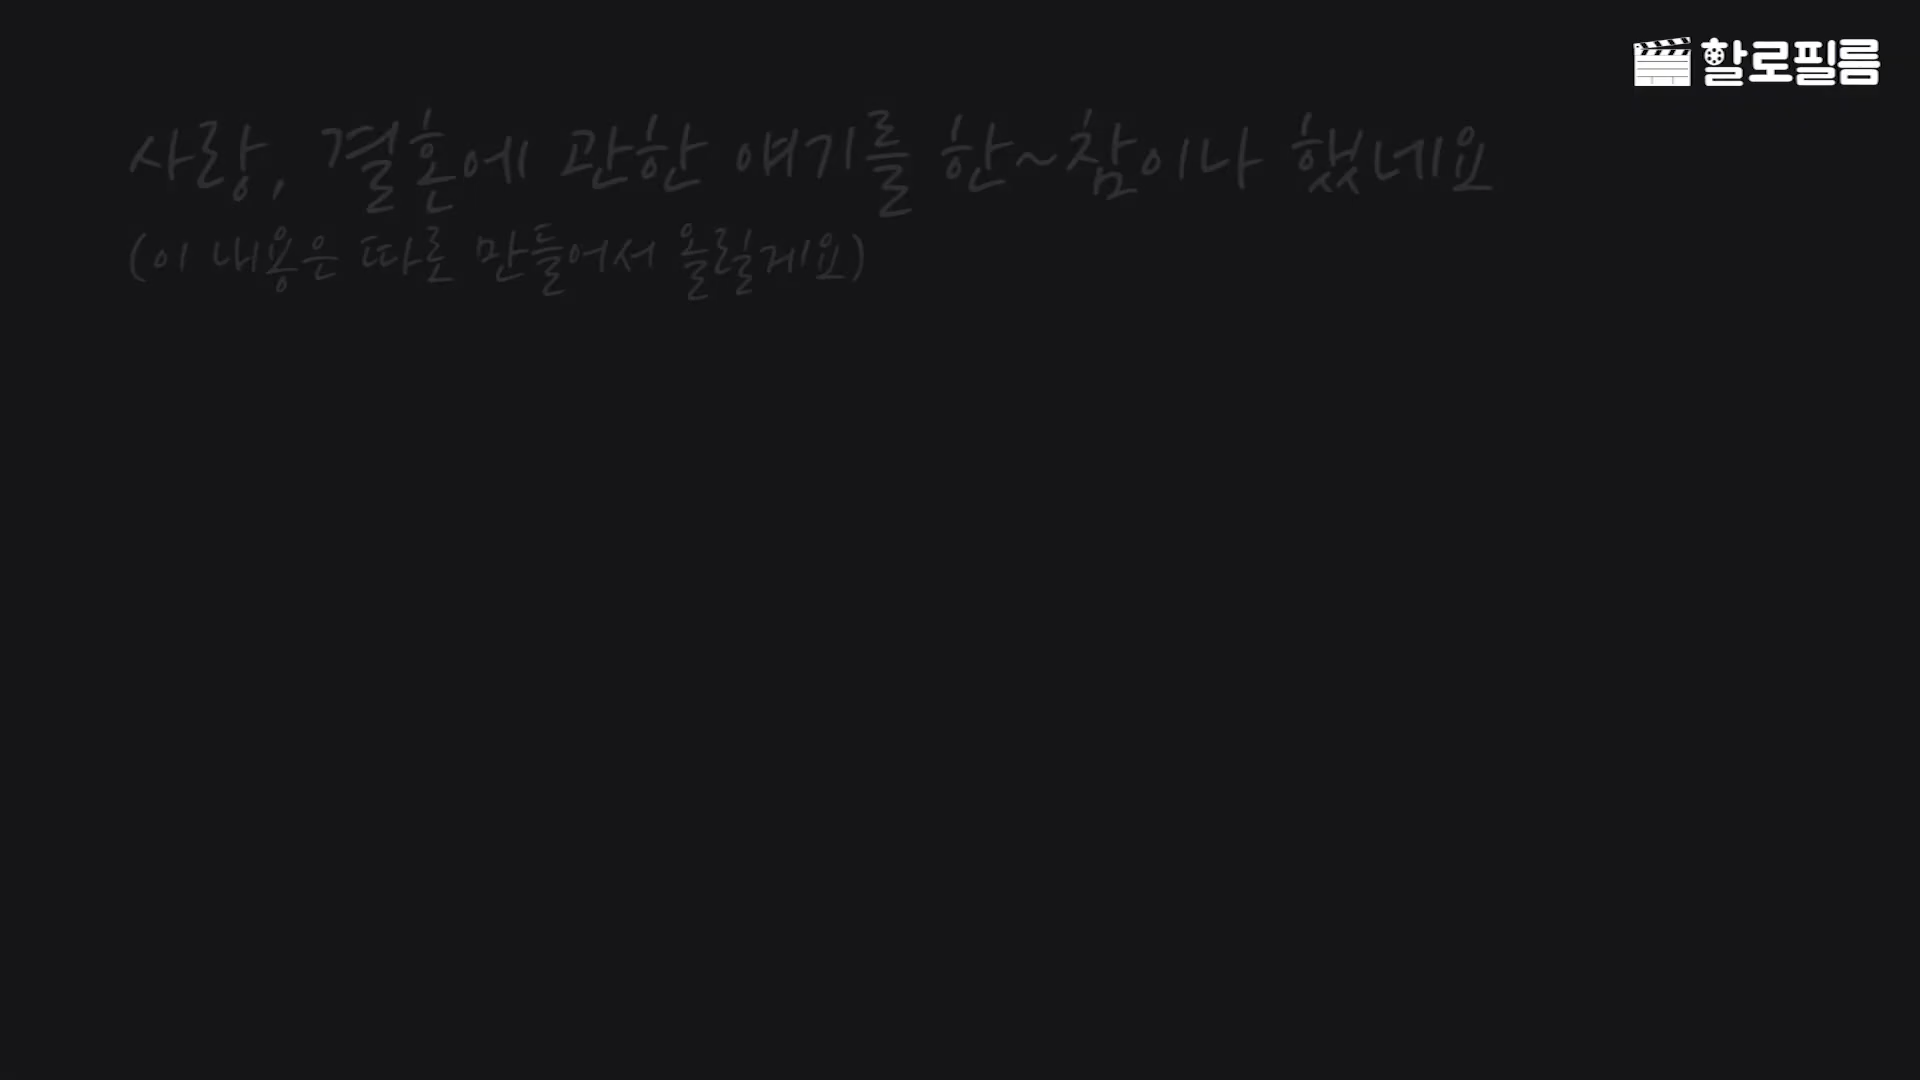 할로필름
사랑, 결혼에 관한 얘기를 한~참이나 했네요
(이 내용은 따로 만들어서 올릴게요)